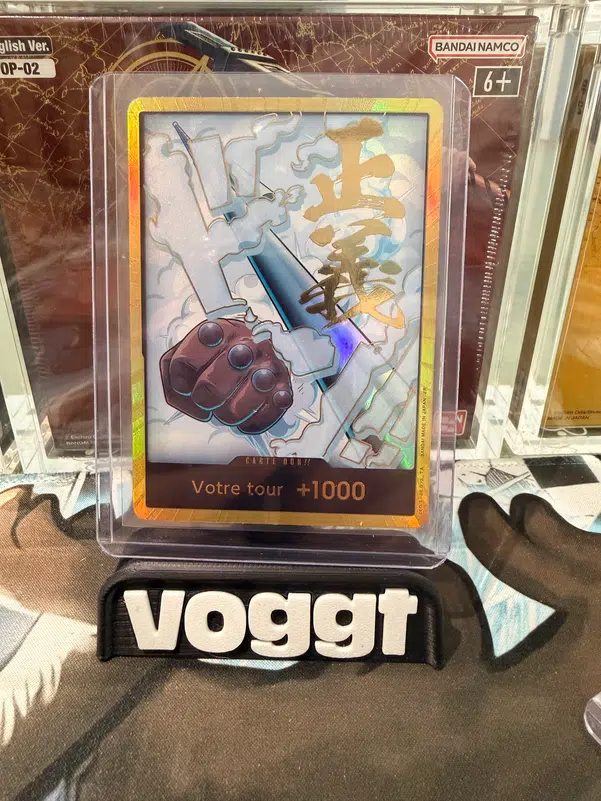 English Ver.
OP-02
BANDAI NAMCO
6+
正義
CARTE DON!!
Votre tour +1000
voggt